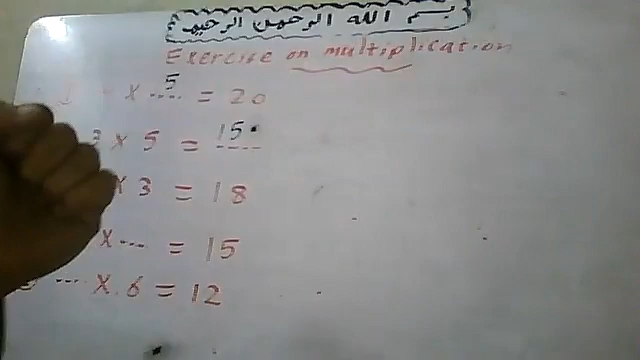 بسم الله الرحمن الرحيم
Exercise on multiplication
x ..5.. = 20
3 x 5 = 15
x 3 = 18
x ... = 15
... x 6 = 12